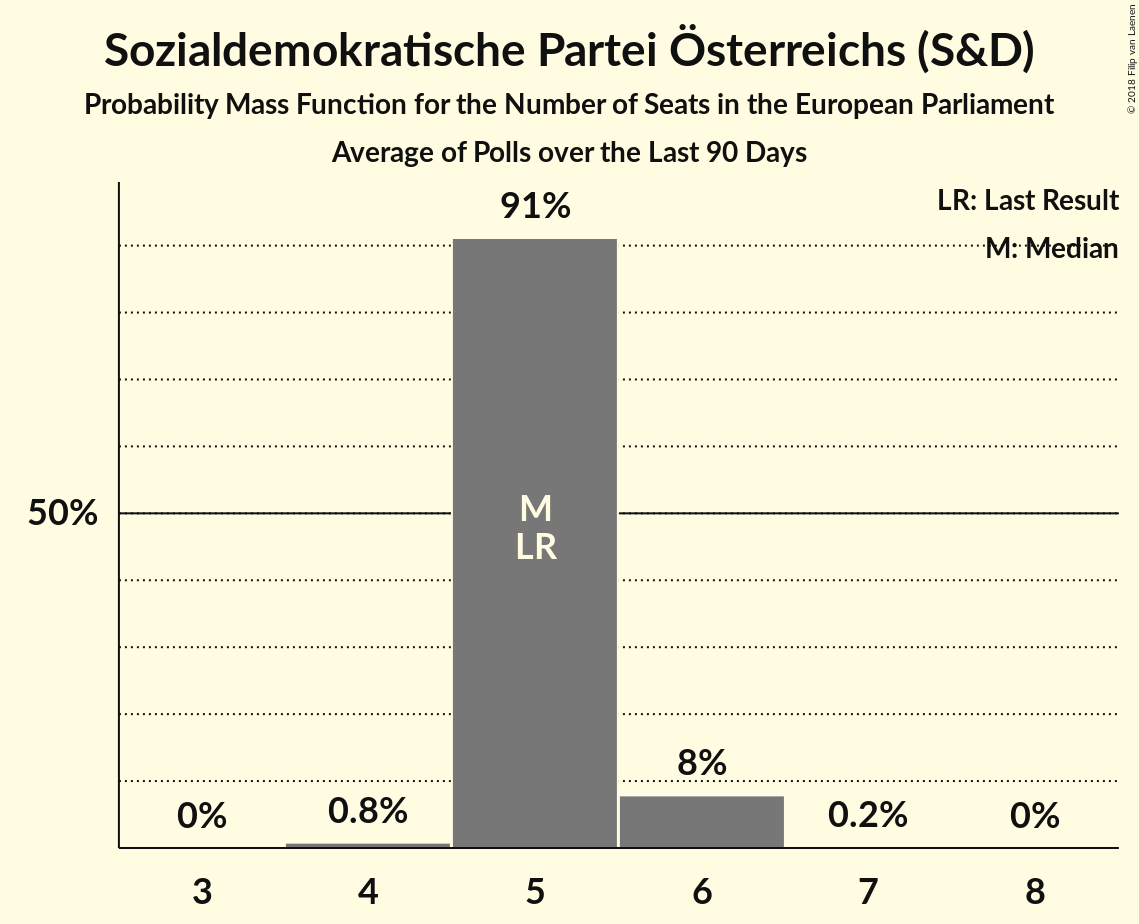 Sozialdemokratische Partei Österreichs (S&D)
Probability Mass Function for the Number of Seats in the European Parliament
Average of Polls over the Last 90 Days
© 2018 Filip van Laenen
LR: Last Result
M: Median
91%
50%
M
LR
8%
0%
0.8%
0.2%
0%
3
4
5
6
7
8